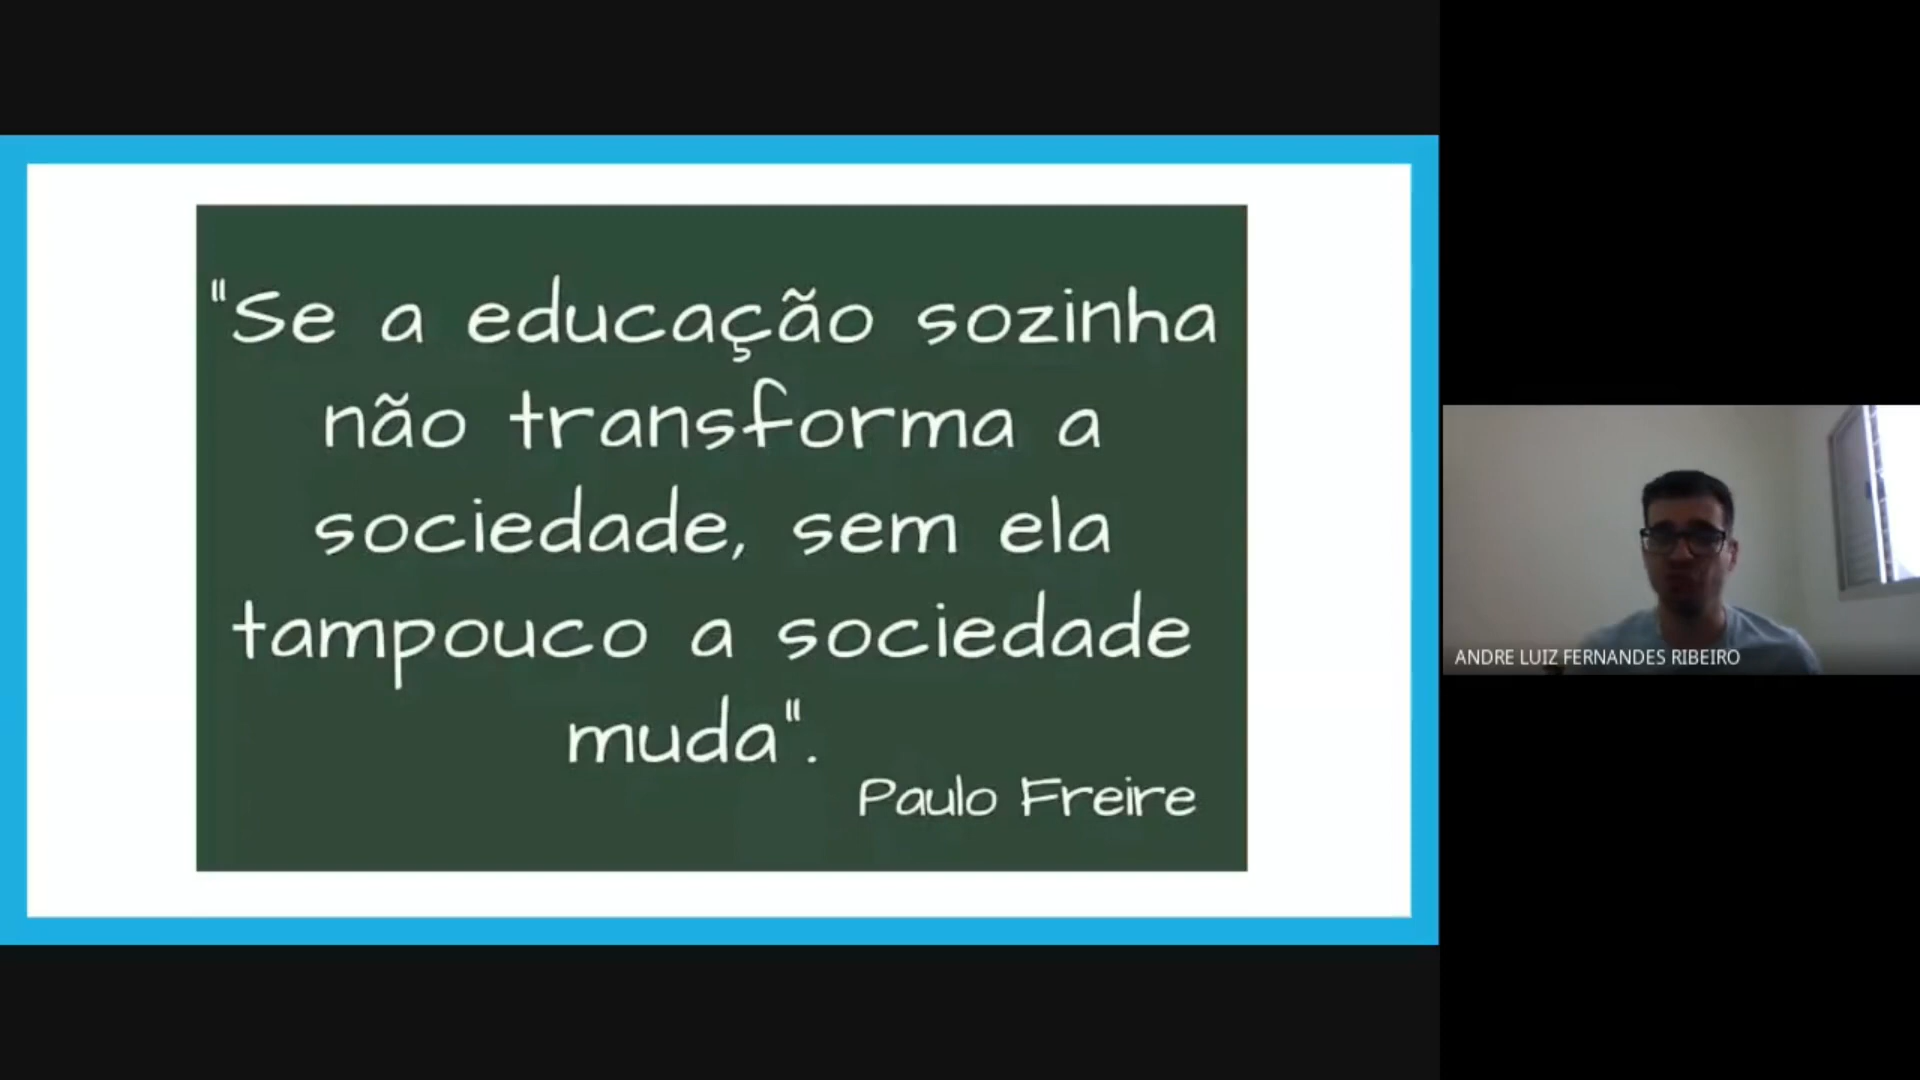 "Se a educação sozinha
não transforma a
sociedade, sem ela
tampouco a sociedade
muda".
Paulo Freire
ANDRE LUIZ FERNANDES RIBEIRO